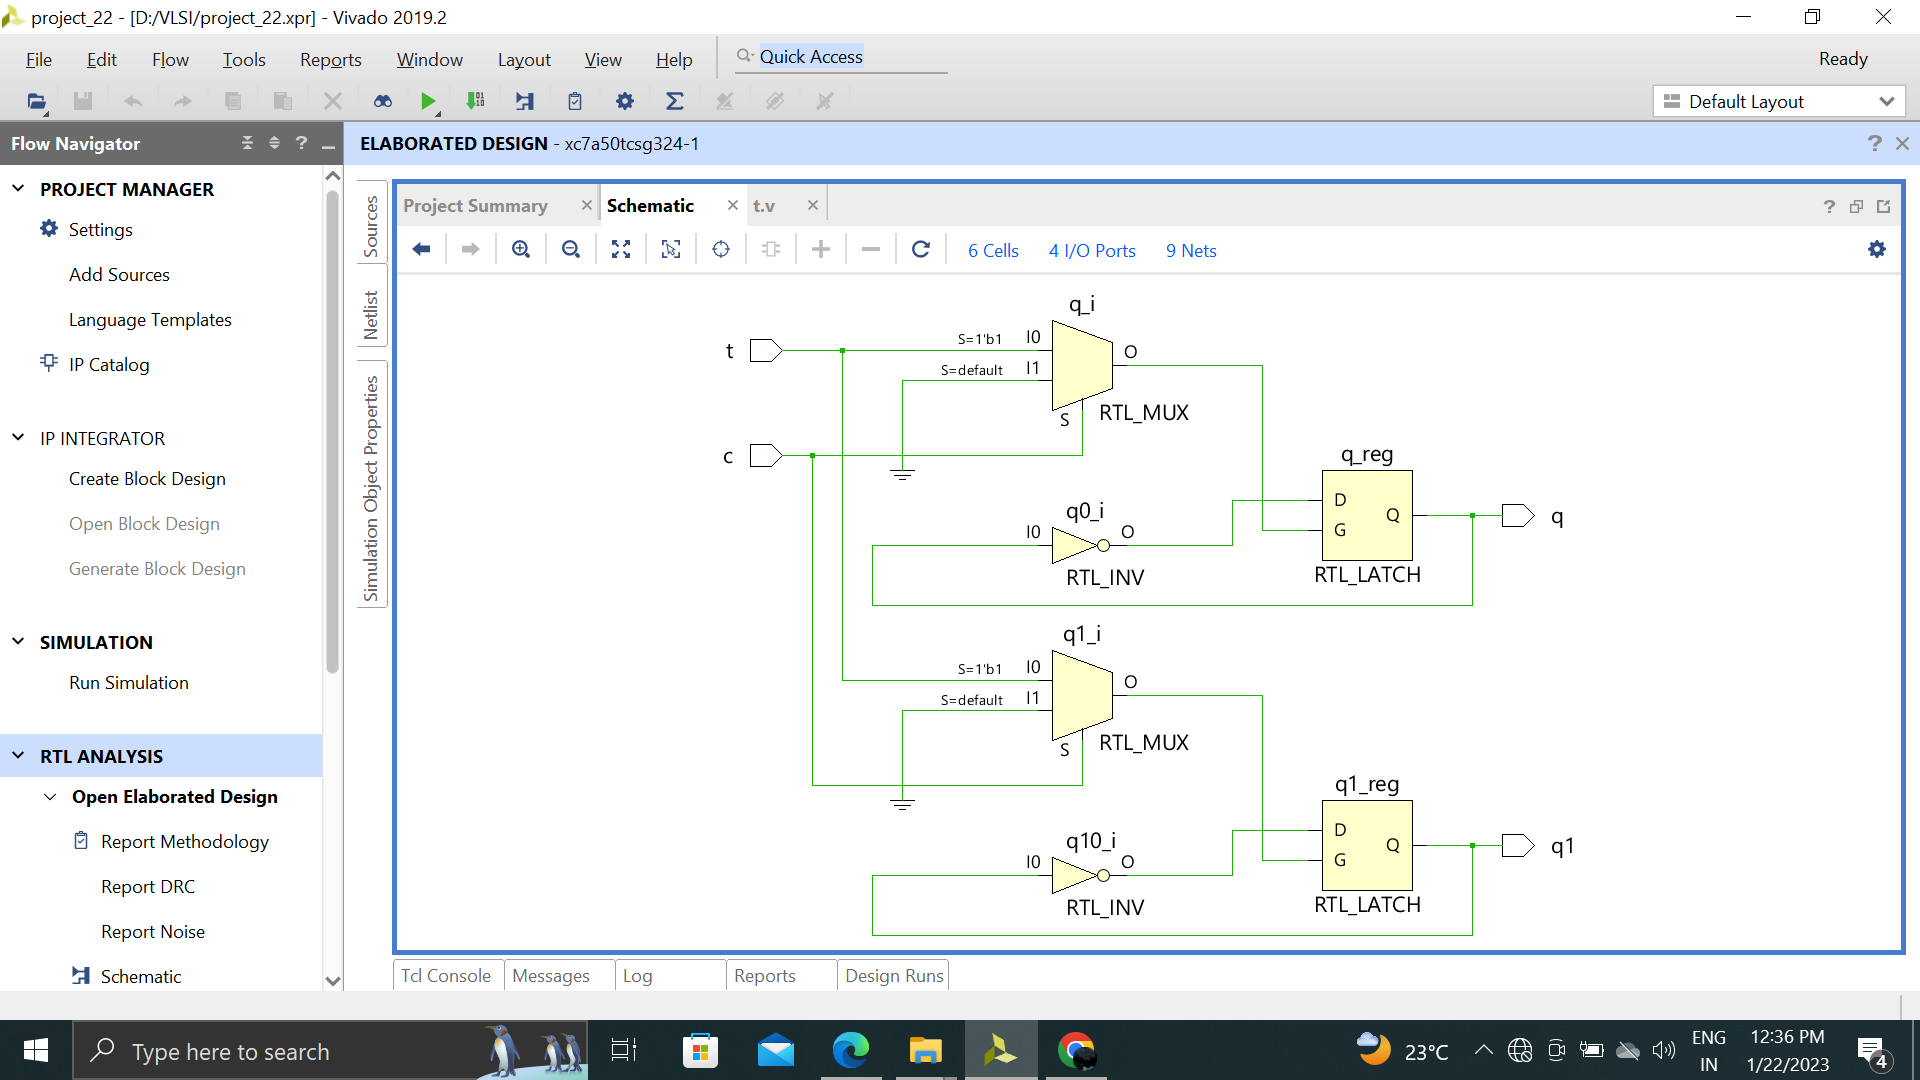 project_22 - [D:/VLSI/project_22.xpr] - Vivado 2019.2
File Edit Flow Tools Reports Window Layout View Help Quick Access Ready
Default Layout
Flow Navigator
ELABORATED DESIGN - xc7a50tcsg324-1
PROJECT MANAGER
Settings
Add Sources
Language Templates
IP Catalog
IP INTEGRATOR
Create Block Design
Open Block Design
Generate Block Design
SIMULATION
Run Simulation
RTL ANALYSIS
Open Elaborated Design
Report Methodology
Report DRC
Report Noise
Schematic
Sources
Netlist
Simulation Object Properties
Project Summary Schematic t.v
6 Cells 4 I/O Ports 9 Nets
q_i
t
S=1'b1 I0
S=default I1
O
S
RTL_MUX
c
q_reg
D
G
Q
q
RTL_LATCH
q0_i
I0
O
RTL_INV
q1_i
S=1'b1 I0
S=default I1
O
S
RTL_MUX
q1_reg
D
G
Q
q1
RTL_LATCH
q10_i
I0
O
RTL_INV
Tcl Console Messages Log Reports Design Runs
Type here to search
23°C
ENG
IN
12:36 PM
1/22/2023
4